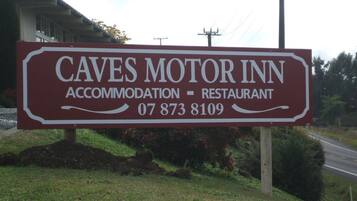 CAVES MOTOR INN
ACCOMMODATION - RESTAURANT
07 873 8109